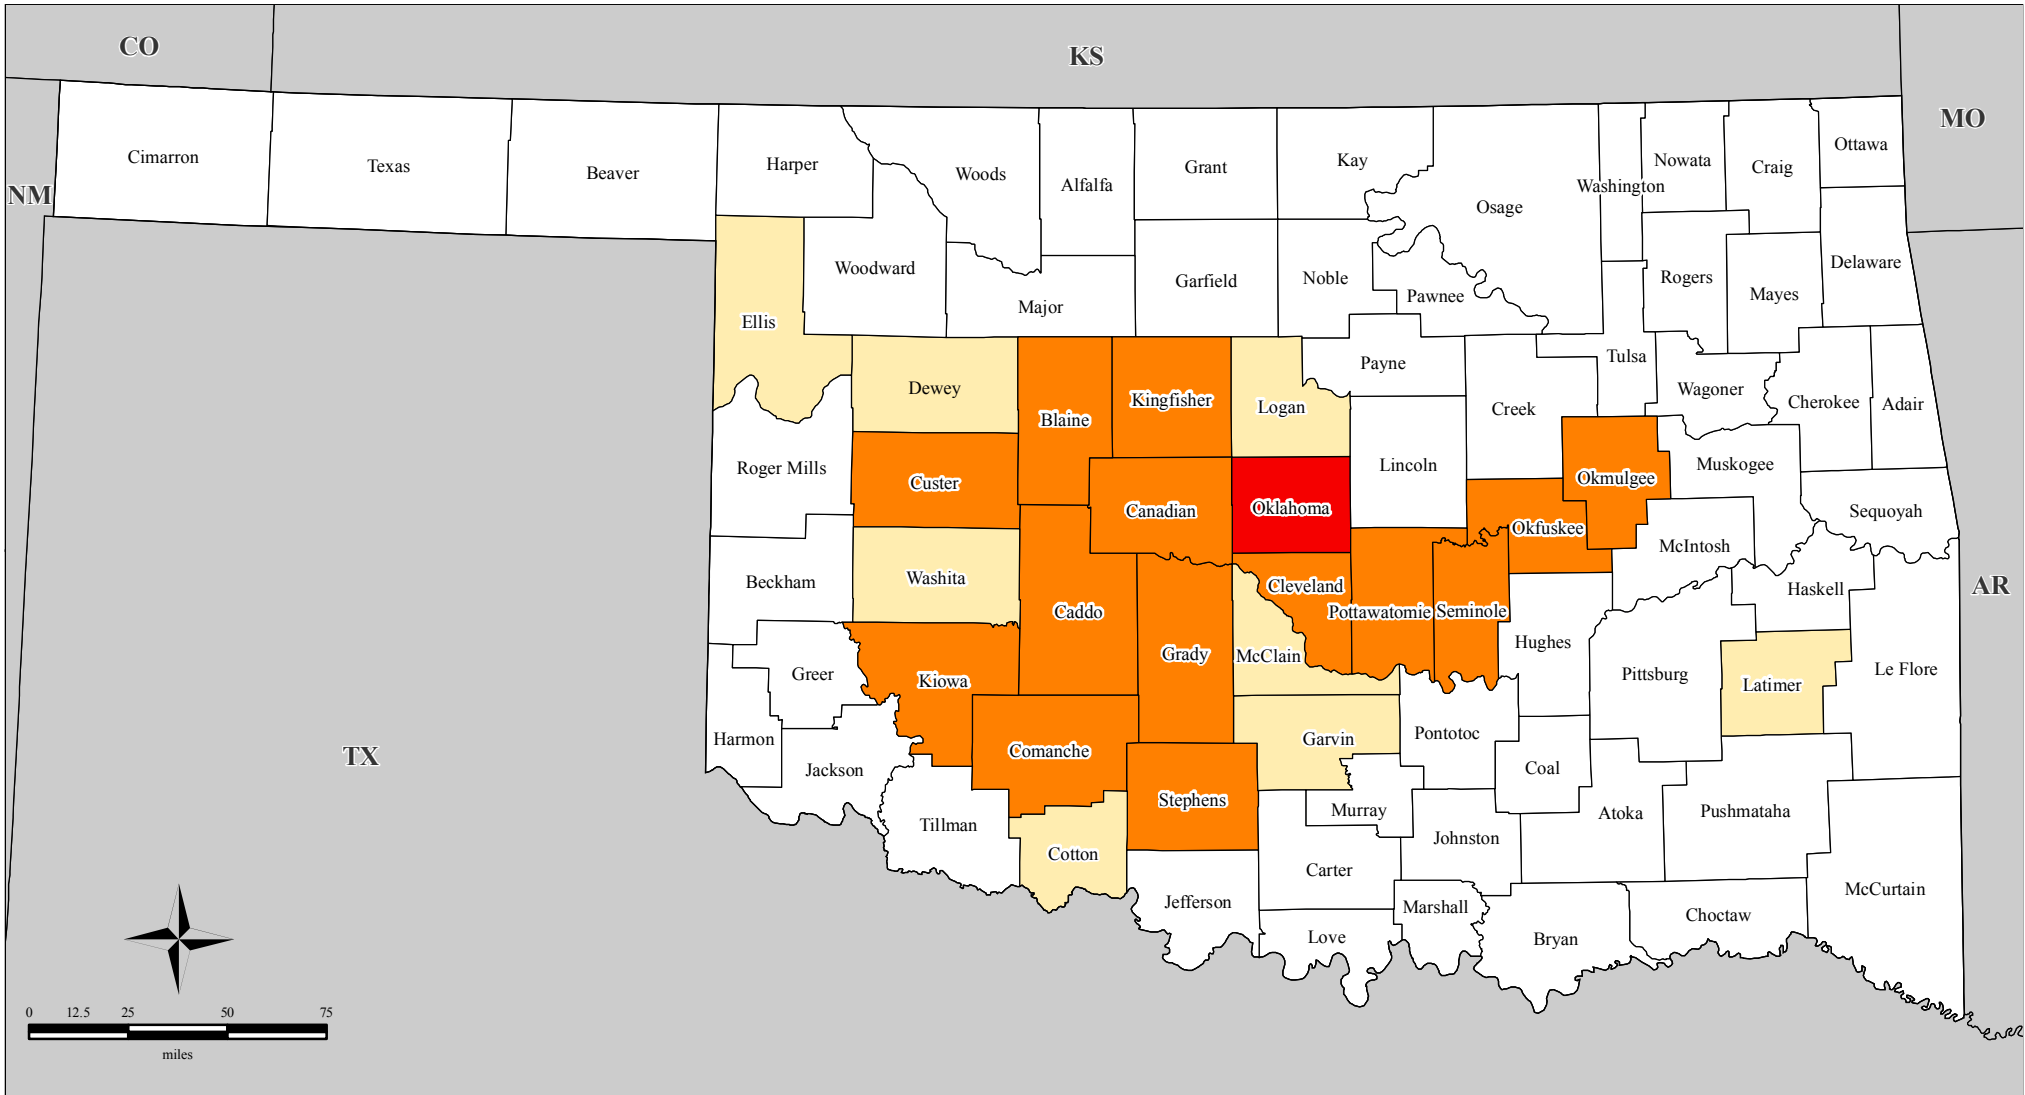 CO
KS
MO
NM
Cimarron
Texas
Beaver
Harper
Woods
Alfalfa
Grant
Kay
Osage
Washington
Nowata
Craig
Ottawa
Ellis
Woodward
Major
Garfield
Noble
Pawnee
Rogers
Mayes
Delaware
Dewey
Blaine
Kingfisher
Logan
Payne
Creek
Tulsa
Wagoner
Cherokee
Adair
Roger Mills
Custer
Canadian
Oklahoma
Lincoln
Okmulgee
Okfuskee
Muskogee
McIntosh
Sequoyah
Beckham
Washita
Caddo
Grady
Cleveland
McClain
Pottawatomie
Seminole
Hughes
Pittsburg
Haskell
Latimer
Le Flore
AR
Greer
Kiowa
Harmon
Jackson
Comanche
Stephens
Garvin
Pontotoc
Coal
Atoka
Pushmataha
TX
Tillman
Cotton
Murray
Johnston
Carter
Jefferson
Love
Marshall
Bryan
Choctaw
McCurtain
0 12.5 25 50 75
miles